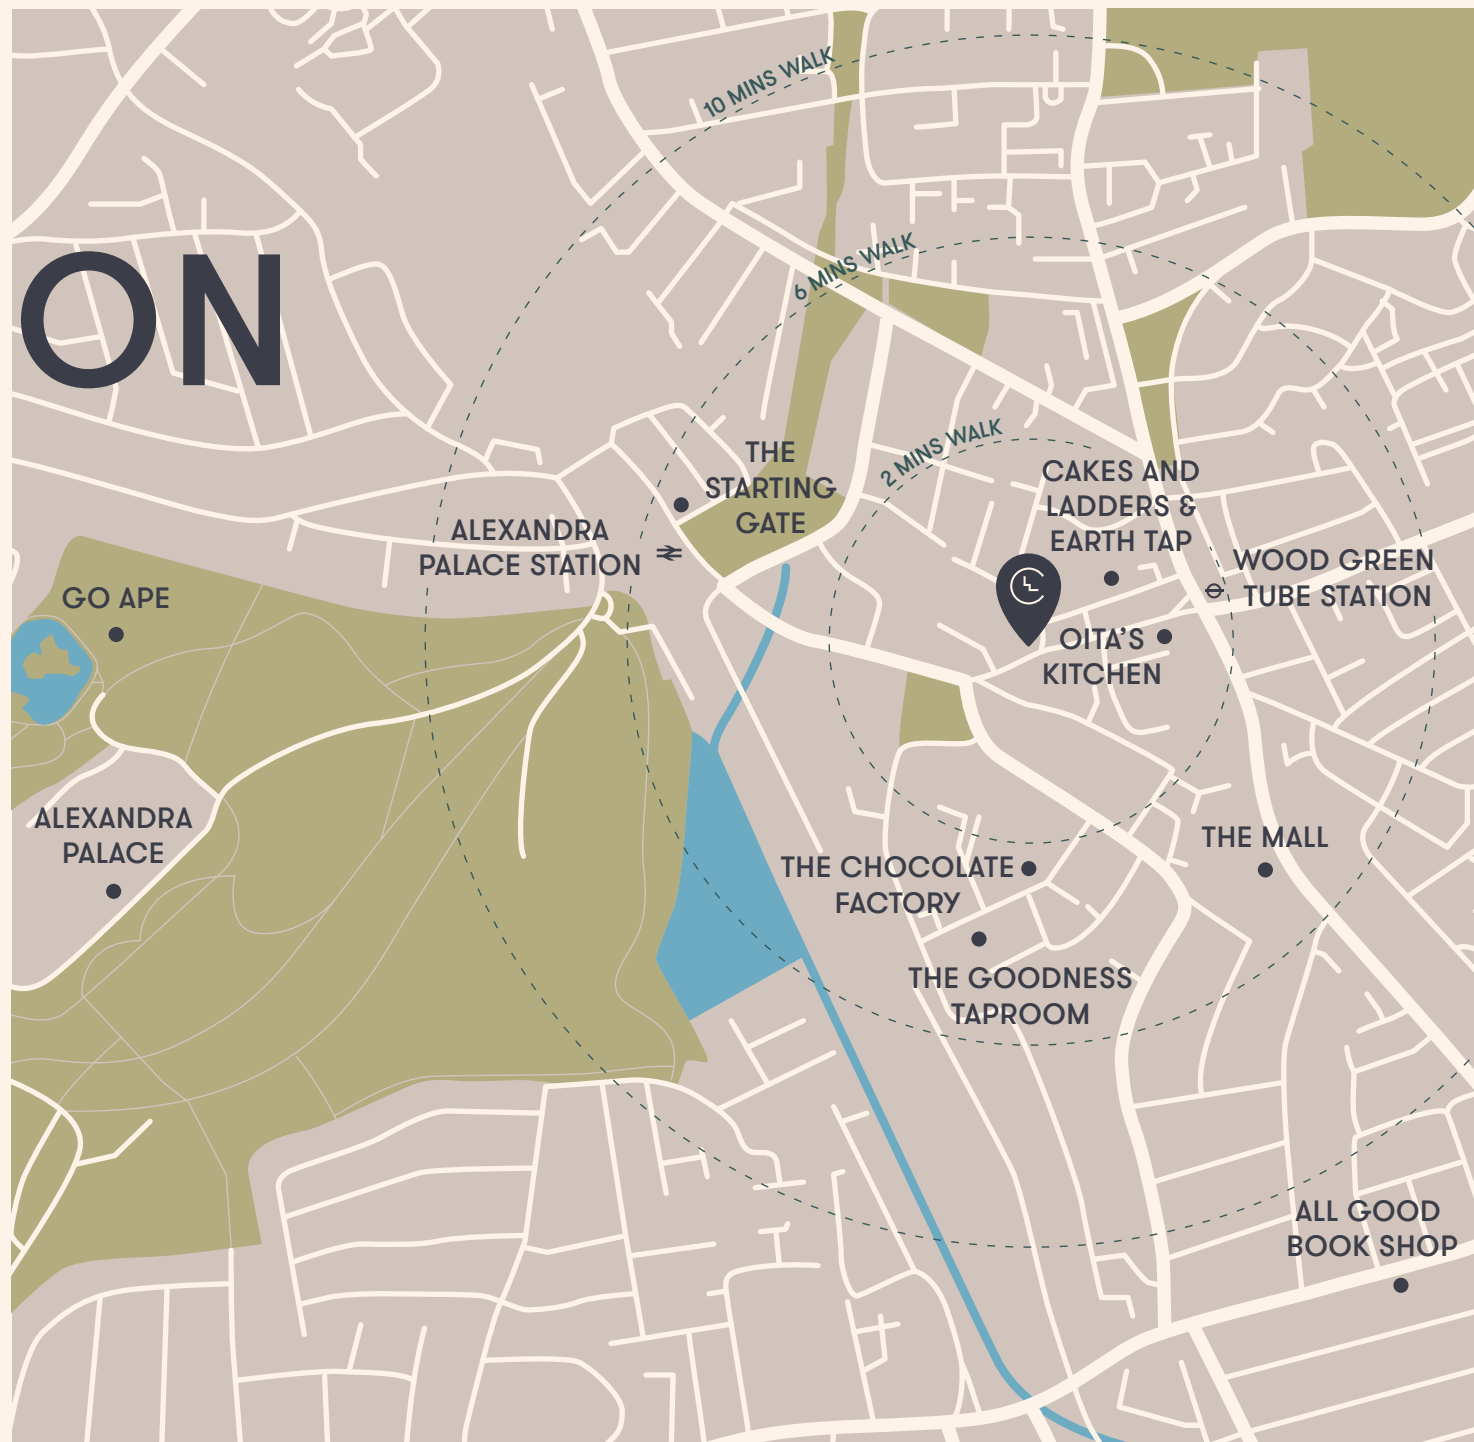 10 MINS WALK
6 MINS WALK
ON
2 MINS WALK
THE
STARTING
GATE
CAKES AND
LADDERS &
EARTH TAP
ALEXANDRA
PALACE STATION
WOOD GREEN
TUBE STATION
GO APE
OITA’S
KITCHEN
ALEXANDRA
PALACE
THE MALL
THE CHOCOLATE
FACTORY
THE GOODNESS
TAPROOM
ALL GOOD
BOOK SHOP